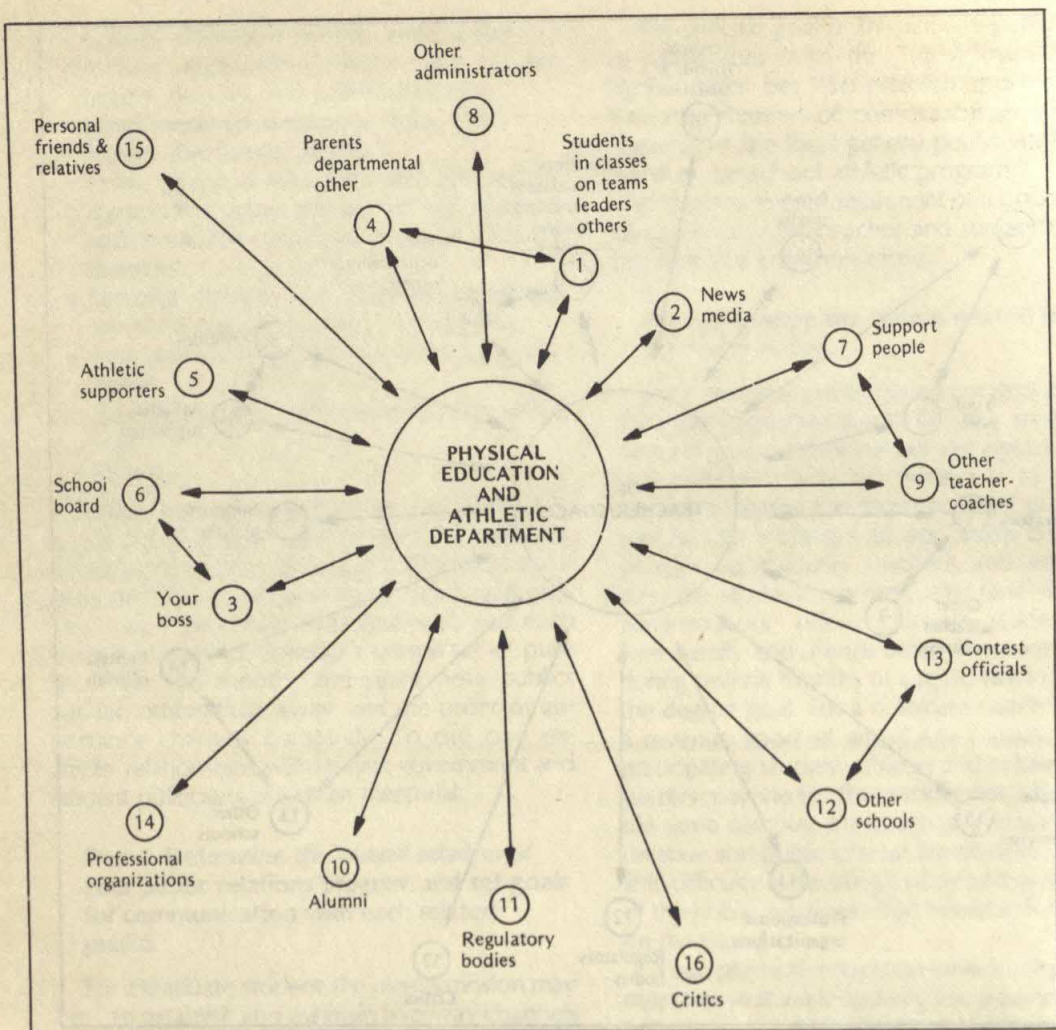 Other
administrators
8
Personal
friends &
relatives
15
Parents
departmental
other
4
Students
in classes
on teams
leaders
others
1
News
media
2
Support
people
7
Athletic
supporters
5
PHYSICAL
EDUCATION
AND
ATHLETIC
DEPARTMENT
School
board
6
Other
teacher-
coaches
9
Your
boss
3
Contest
officials
13
Other
schools
12
14
Professional
organizations
10
Alumni
11
Regulatory
bodies
16
Critics